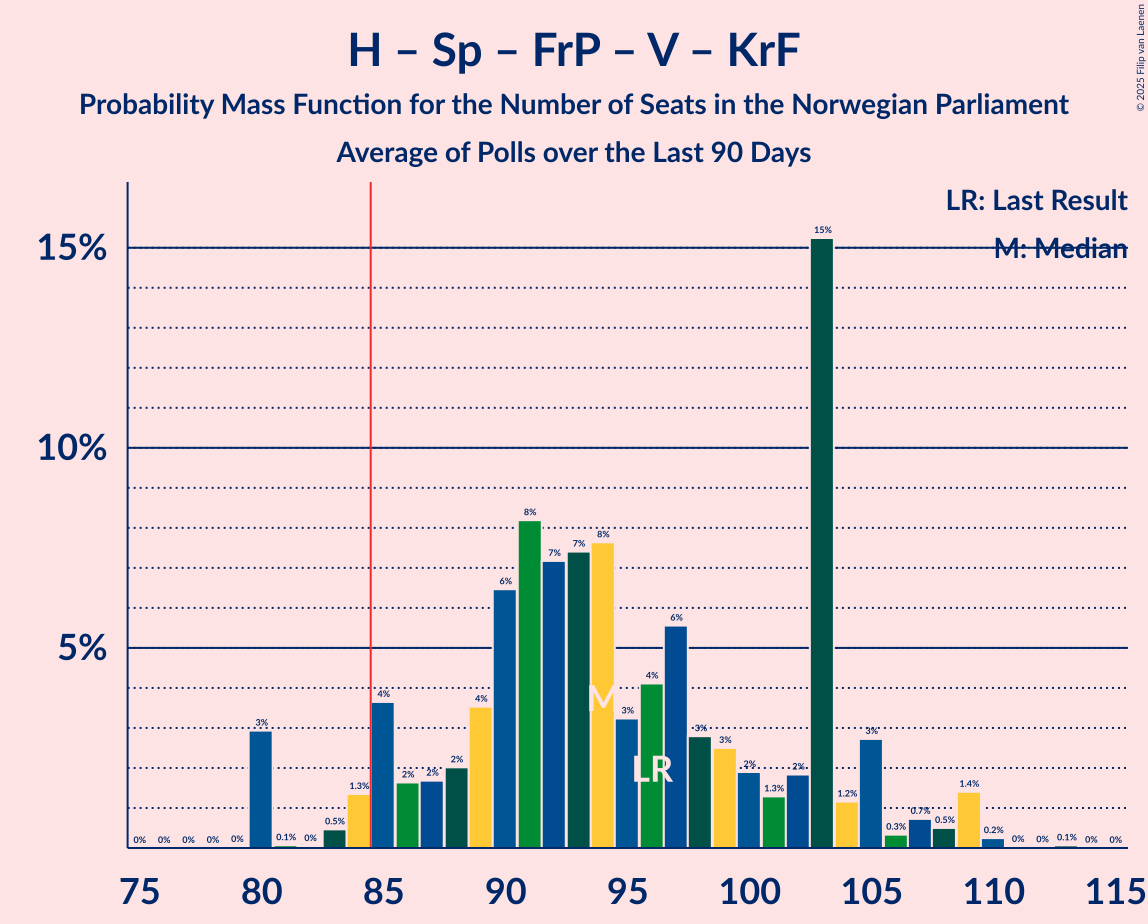 H – Sp – FrP – V – KrF
Probability Mass Function for the Number of Seats in the Norwegian Parliament
Average of Polls over the Last 90 Days
© 2025 Filip van Laenen
LR: Last Result
M: Median
15%
10%
5%
0% 0% 0% 0% 0% 3% 0.1% 0% 0.5% 1.3% 4% 2% 2% 2% 4% 6% 8% 7% 7% 8% 3% 4% 6% 3% 3% 2% 1.3% 2% 15% 1.2% 3% 0.3% 0.7% 0.5% 1.4% 0.2% 0% 0% 0.1% 0% 0%
M
LR
75 80 85 90 95 100 105 110 115